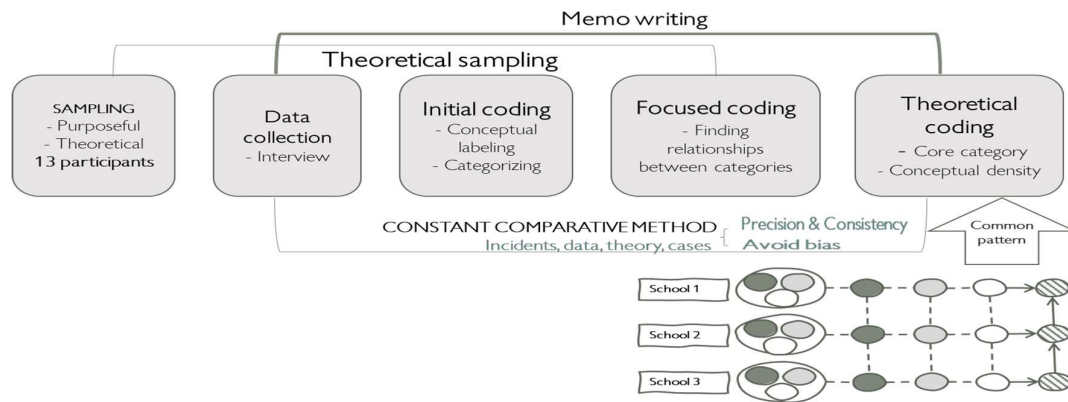 Memo writing
Theoretical sampling
SAMPLING
- Purposeful
- Theoretical
13 participants
Data
collection
- Interview
Initial coding
- Conceptual
labeling
- Categorizing
Focused coding
- Finding
relationships
between categories
Theoretical
coding
- Core category
- Conceptual density
CONSTANT COMPARATIVE METHOD
Incidents, data, theory, cases
Precision & Consistency
Avoid bias
Common
pattern
School 1
School 2
School 3